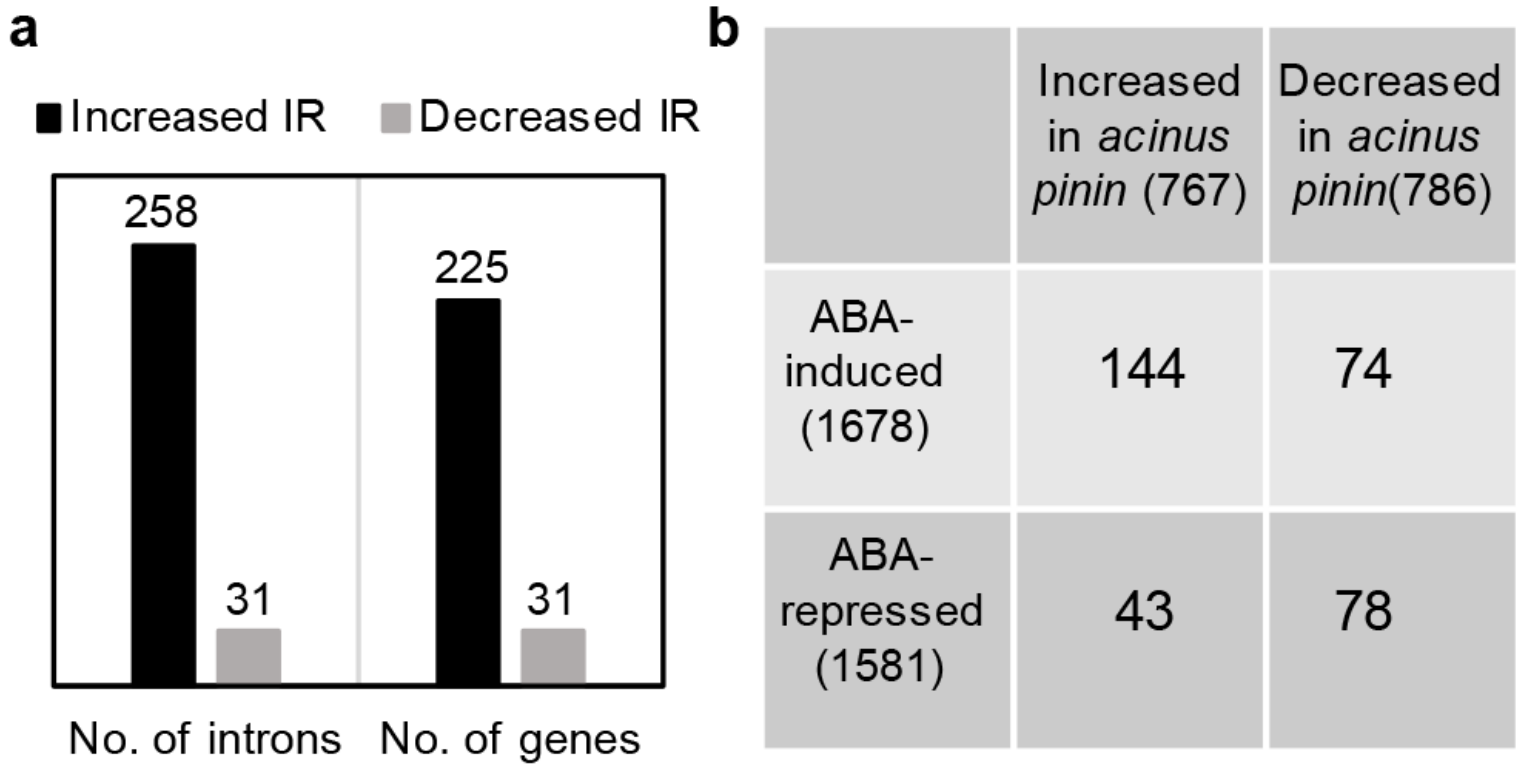 a
Increased IR Decreased IR
258
225
31
31
No. of introns No. of genes
b
Increased
in acinus
pinin (767)
Decreased
in acinus
pinin(786)
ABA-
induced
(1678)
144
74
ABA-
repressed
(1581)
43
78